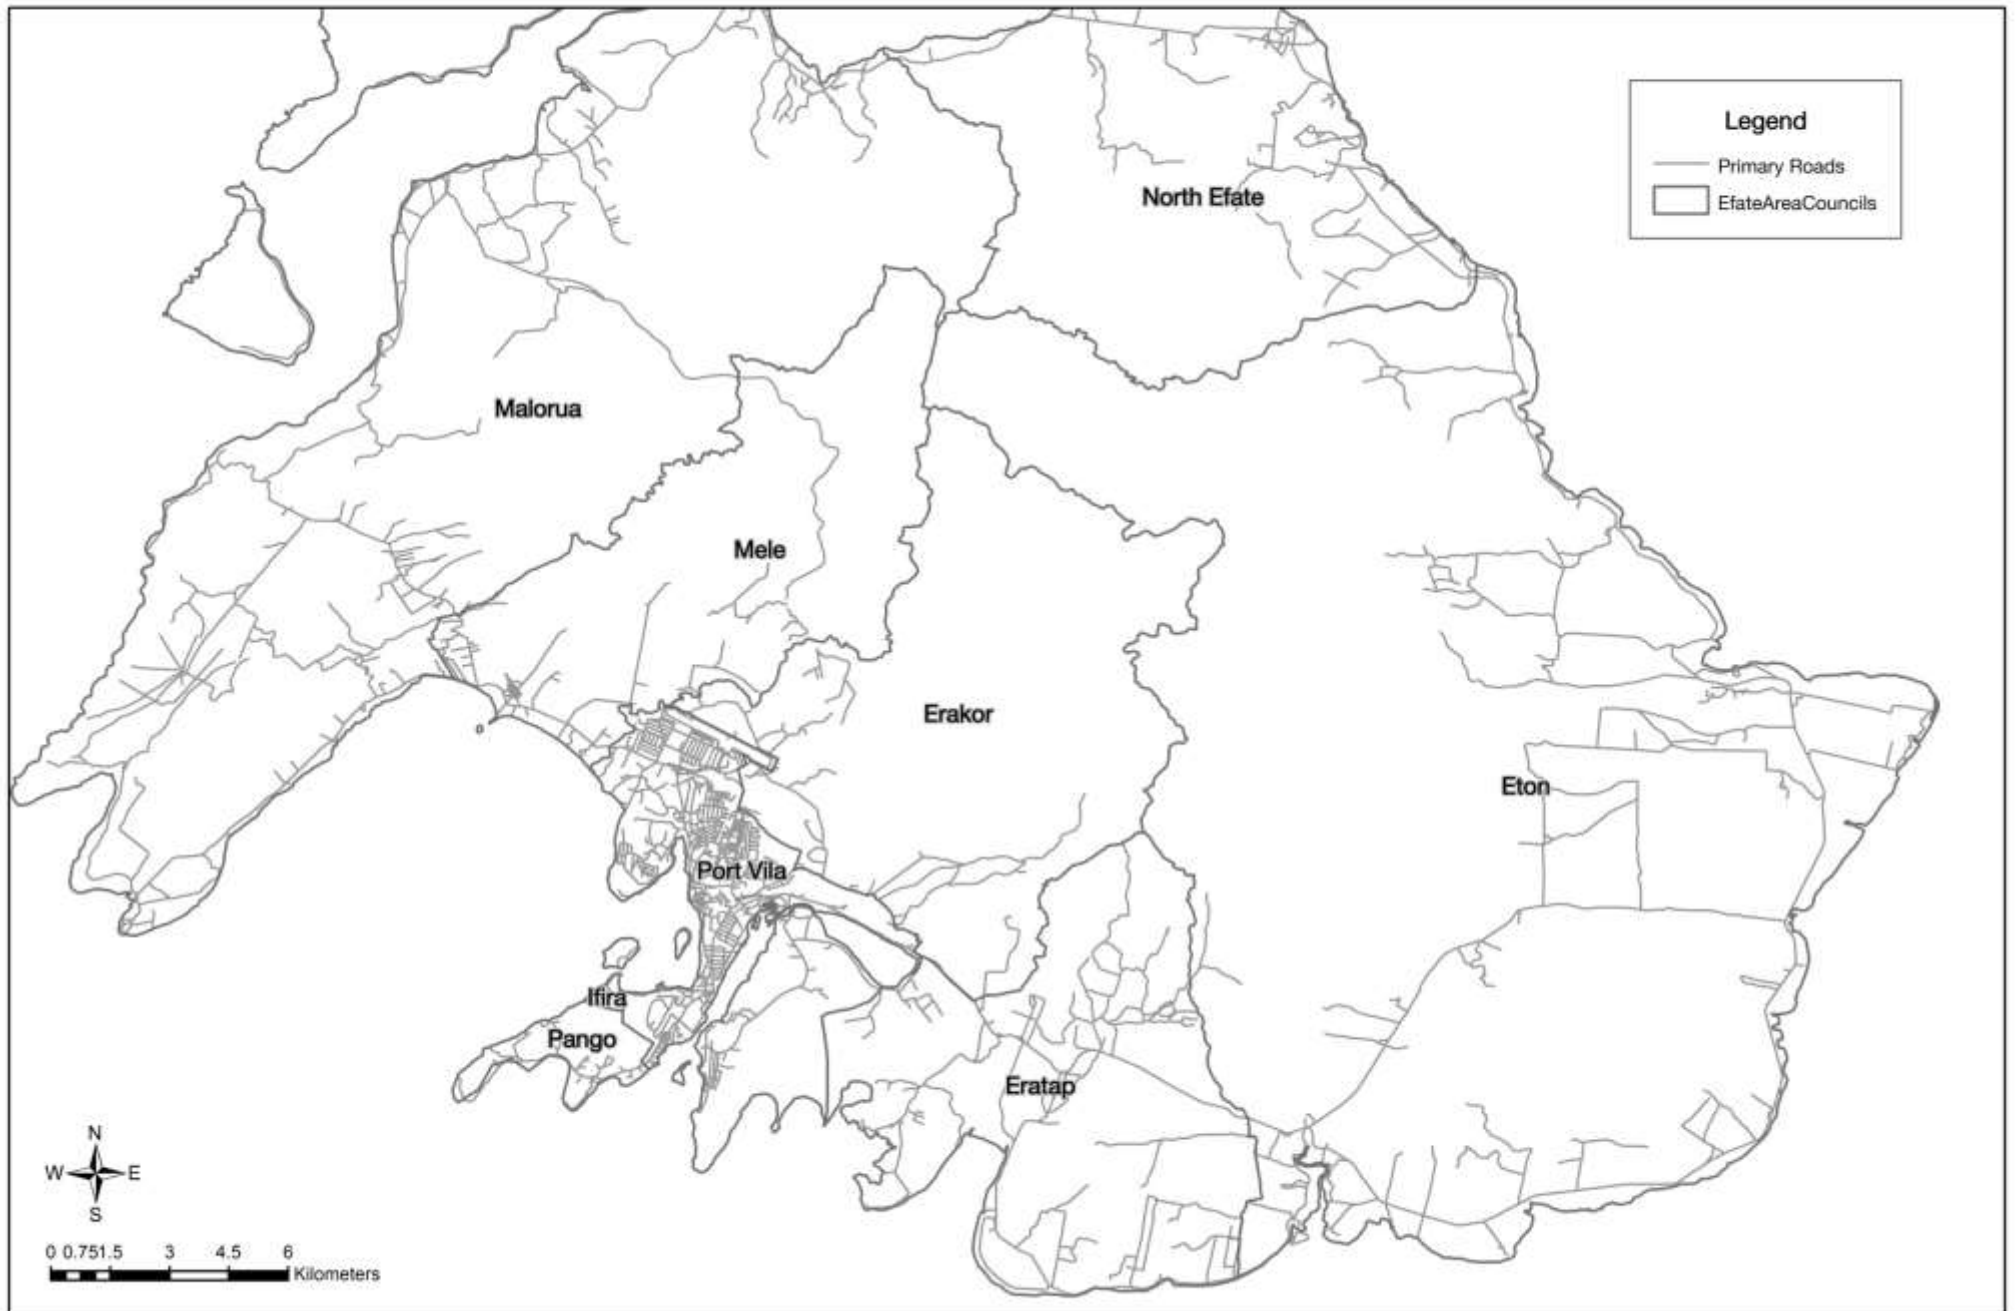 Legend
Primary Roads
EfateAreaCouncils
North Efate
Malorua
Mele
Erakor
Eton
Port Vila
Ifira
Pango
Eratap
N
W E
S
0 0.751.5 3 4.5 6
Kilometers